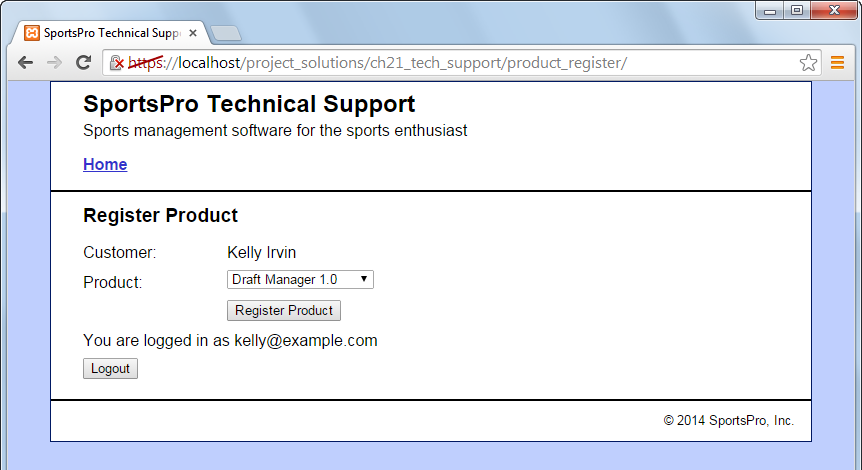 SportsPro Technical Supp
https://localhost/project_solutions/ch21_tech_support/product_register/
SportsPro Technical Support
Sports management software for the sports enthusiast
Home
Register Product
Customer: Kelly Irvin
Product: Draft Manager 1.0
Register Product
You are logged in as kelly@example.com
Logout
© 2014 SportsPro, Inc.